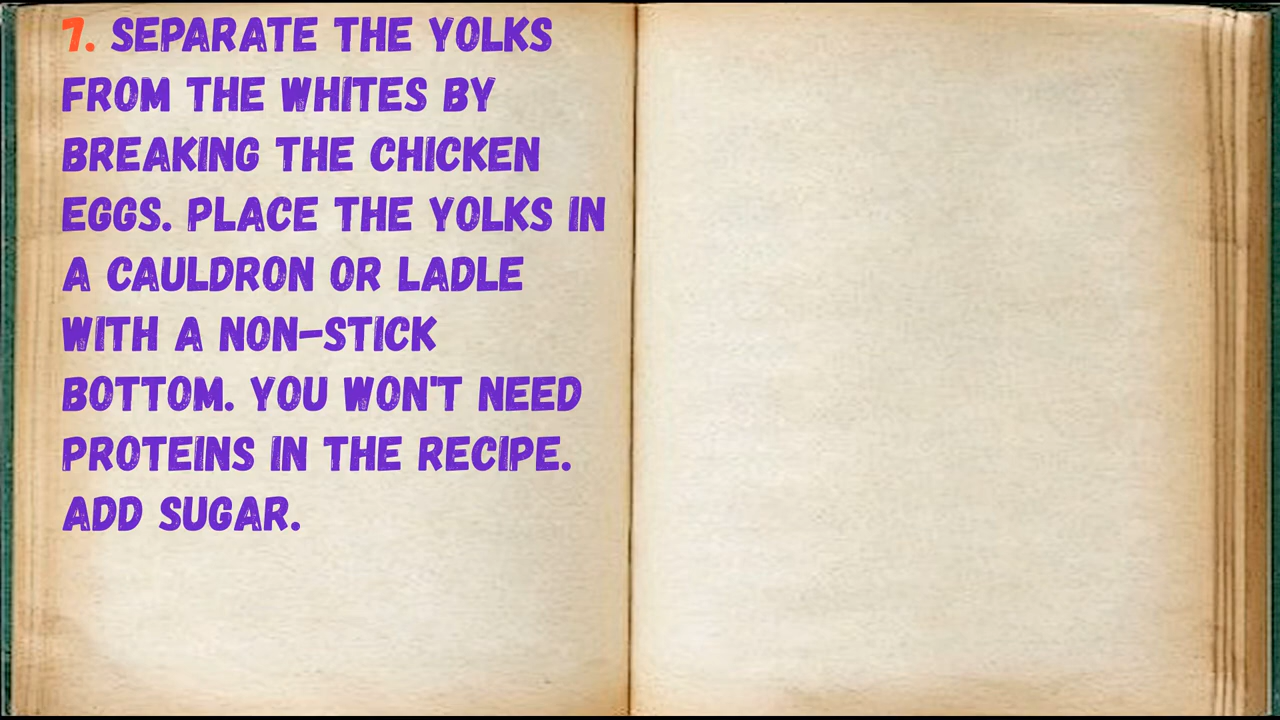 7. SEPARATE THE YOLKS
FROM THE WHITES BY
BREAKING THE CHICKEN
EGGS. PLACE THE YOLKS IN
A CAULDRON OR LADLE
WITH A NON-STICK
BOTTOM. YOU WON'T NEED
PROTEINS IN THE RECIPE.
ADD SUGAR.